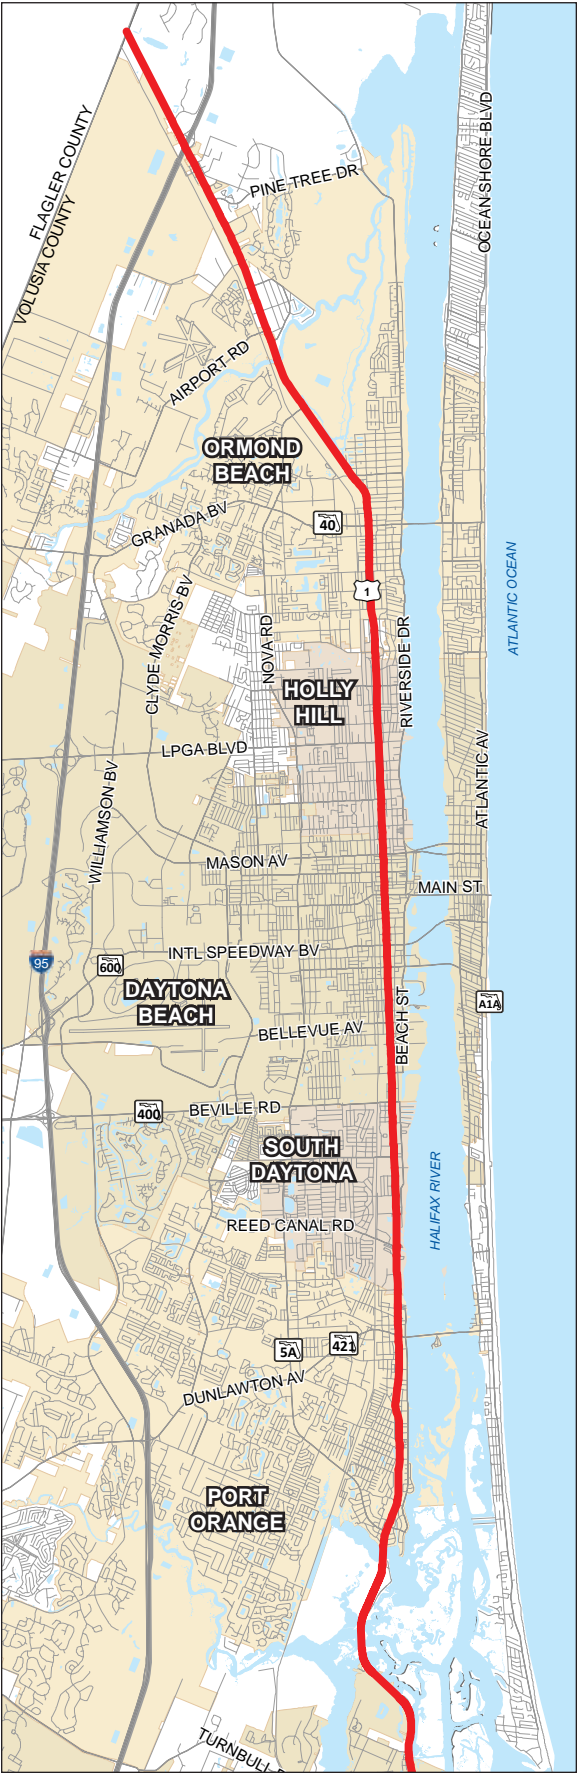 FLAGLER COUNTY
VOLUSIA COUNTY
OCEAN SHORE BLVD
PINE TREE DR
AIRPORT RD
ORMOND
BEACH
GRANADA BV
40
ATLANTIC OCEAN
1
CLYDE MORRIS BV
NOVA RD
RIVERSIDE DR
HOLLY
HILL
LPGA BLVD
ATLANTIC AV
WILLIAMSON BV
MASON AV
MAIN ST
INTL SPEEDWAY BV
95
600
DAYTONA
BEACH
A1A
BELLEVUE AV
BEACH ST
400
BEVILLE RD
SOUTH
DAYTONA
HALIFAX RIVER
REED CANAL RD
5A
421
DUNLAWTON AV
PORT
ORANGE
TURNBULL